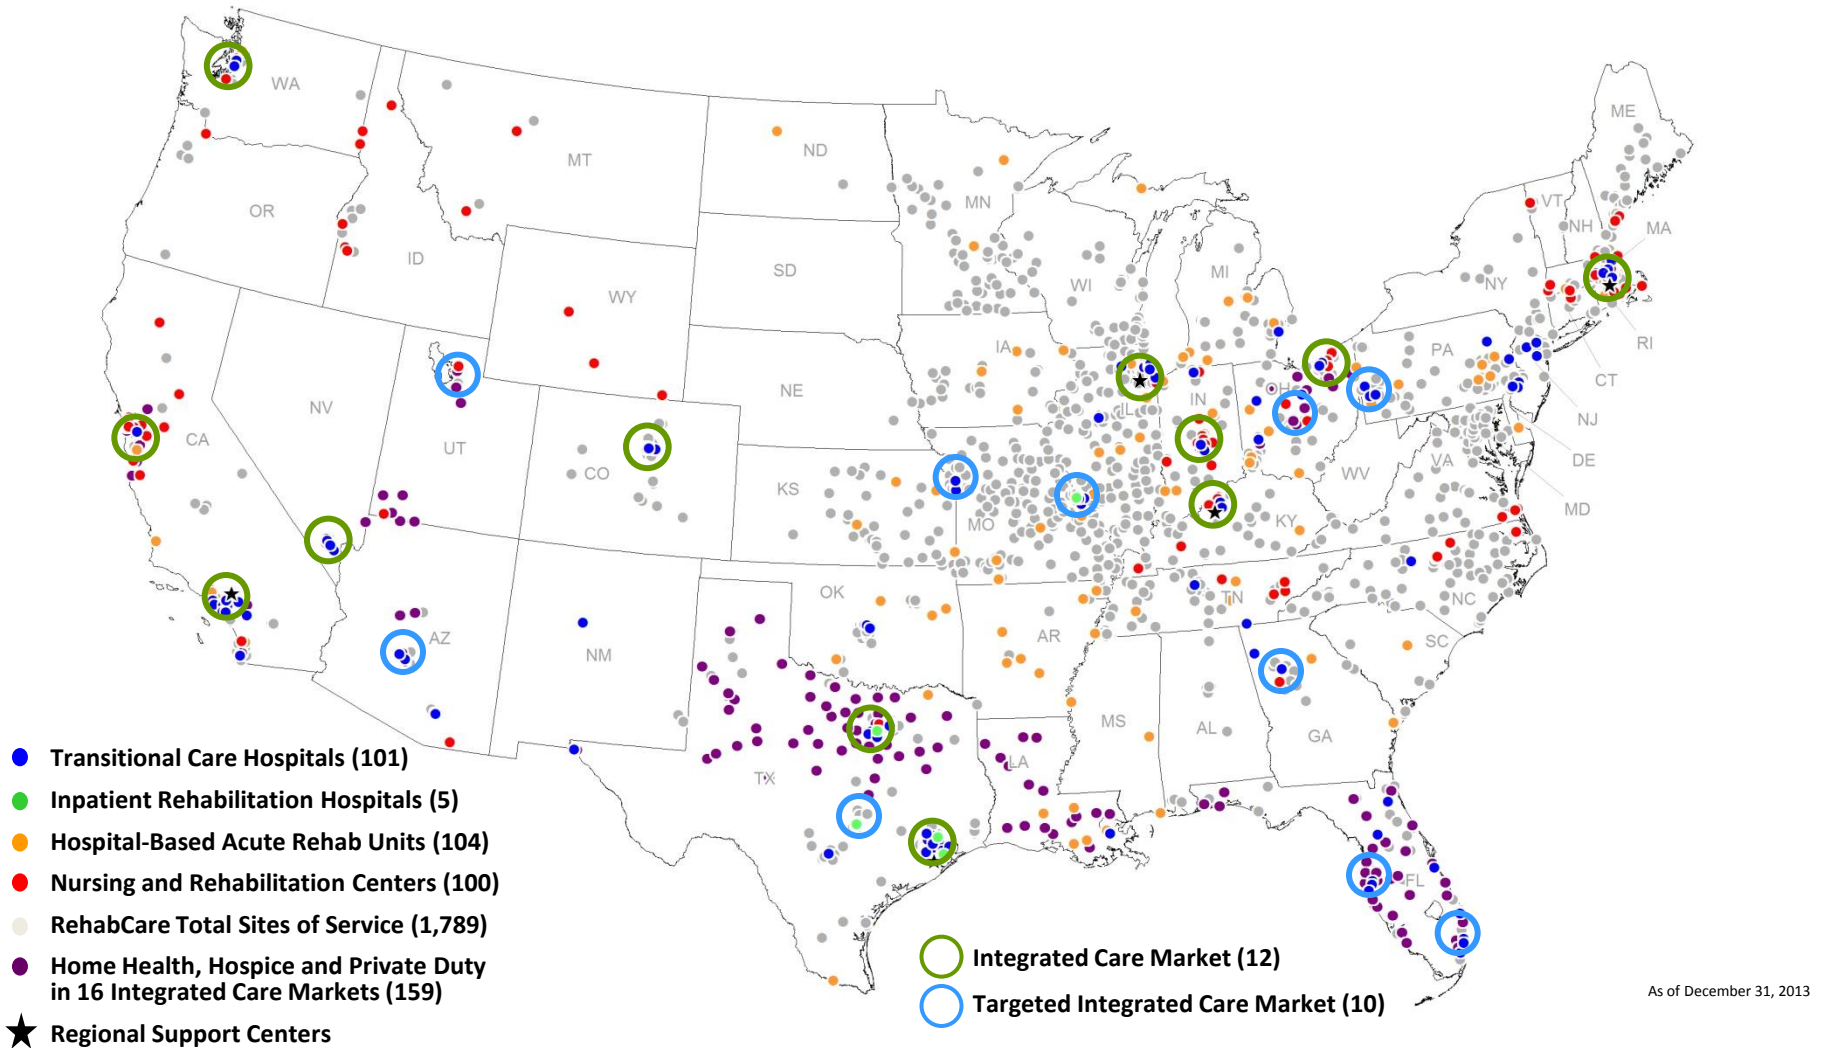 WA
ME
MT
ND
VT
MN
OR
NH
MA
ID
SD
MI
WI
NY
WY
RI
IA
PA
CT
NE
OH
IN
NV
IL
NJ
CA
UT
DE
CO
VA
WV
KS
MD
MO
KY
OK
TN
NC
AR
AZ
SC
NM
MS
AL
GA
LA
TX
FL
Transitional Care Hospitals (101)
Inpatient Rehabilitation Hospitals (5)
Hospital-Based Acute Rehab Units (104)
Nursing and Rehabilitation Centers (100)
RehabCare Total Sites of Service (1,789)
Home Health, Hospice and Private Duty
in 16 Integrated Care Markets (159)
Regional Support Centers
Integrated Care Market (12)
Targeted Integrated Care Market (10)
As of December 31, 2013